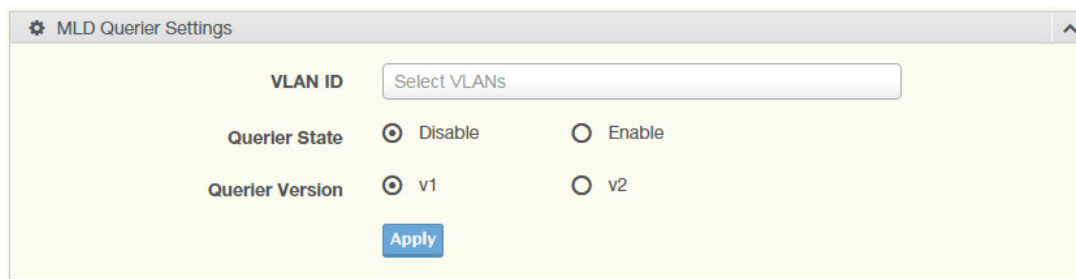 MLD Querier Settings
VLAN ID Select VLANs
Querier State Disable Enable
Querier Version v1 v2
Apply